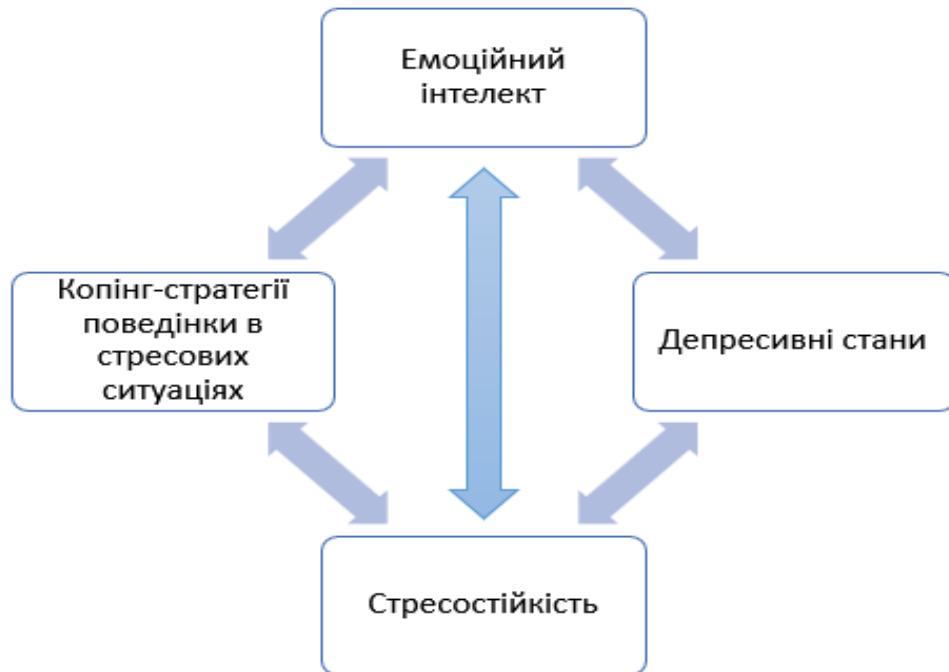 Емоційний
інтелект
Копінг-стратегії
поведінки в
стресових
ситуаціях
Депресивні стани
Стресостійкість